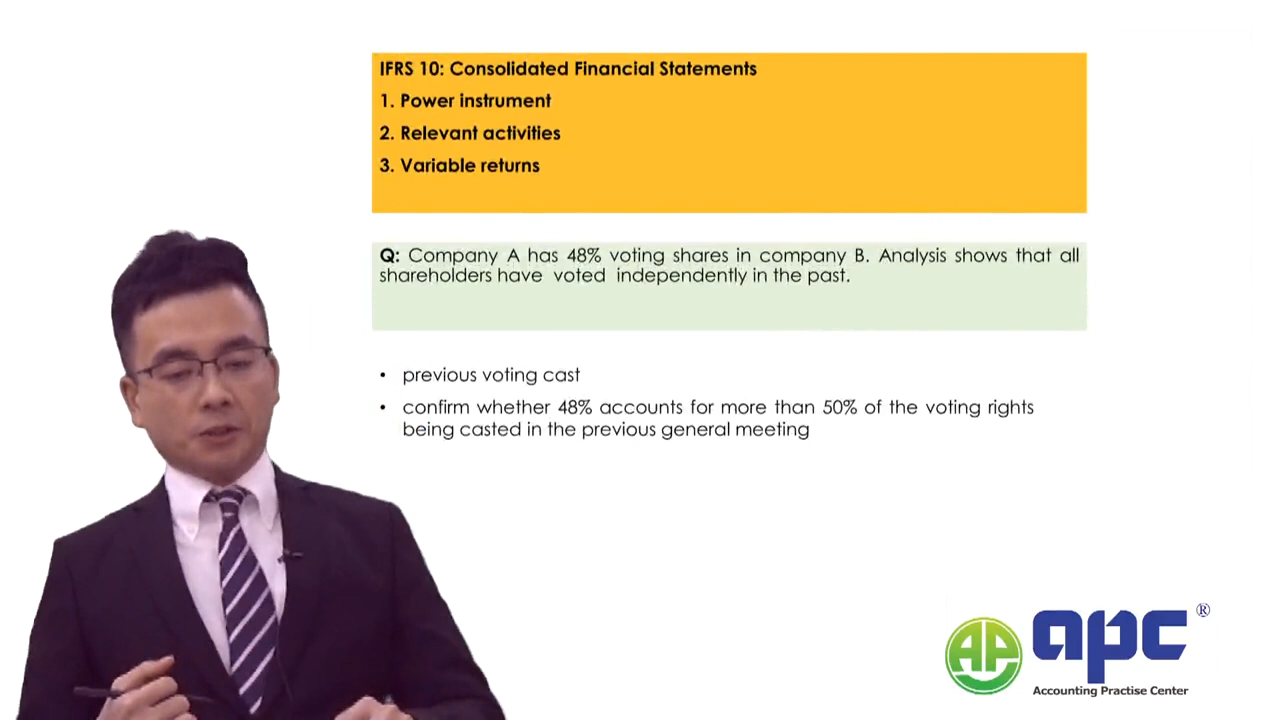 IFRS 10: Consolidated Financial Statements
1. Power instrument
2. Relevant activities
3. Variable returns
Q: Company A has 48% voting shares in company B. Analysis shows that all
shareholders have voted independently in the past.
• previous voting cast
• confirm whether 48% accounts for more than 50% of the voting rights
being casted in the previous general meeting
AP
apc®
Accounting Practise Center